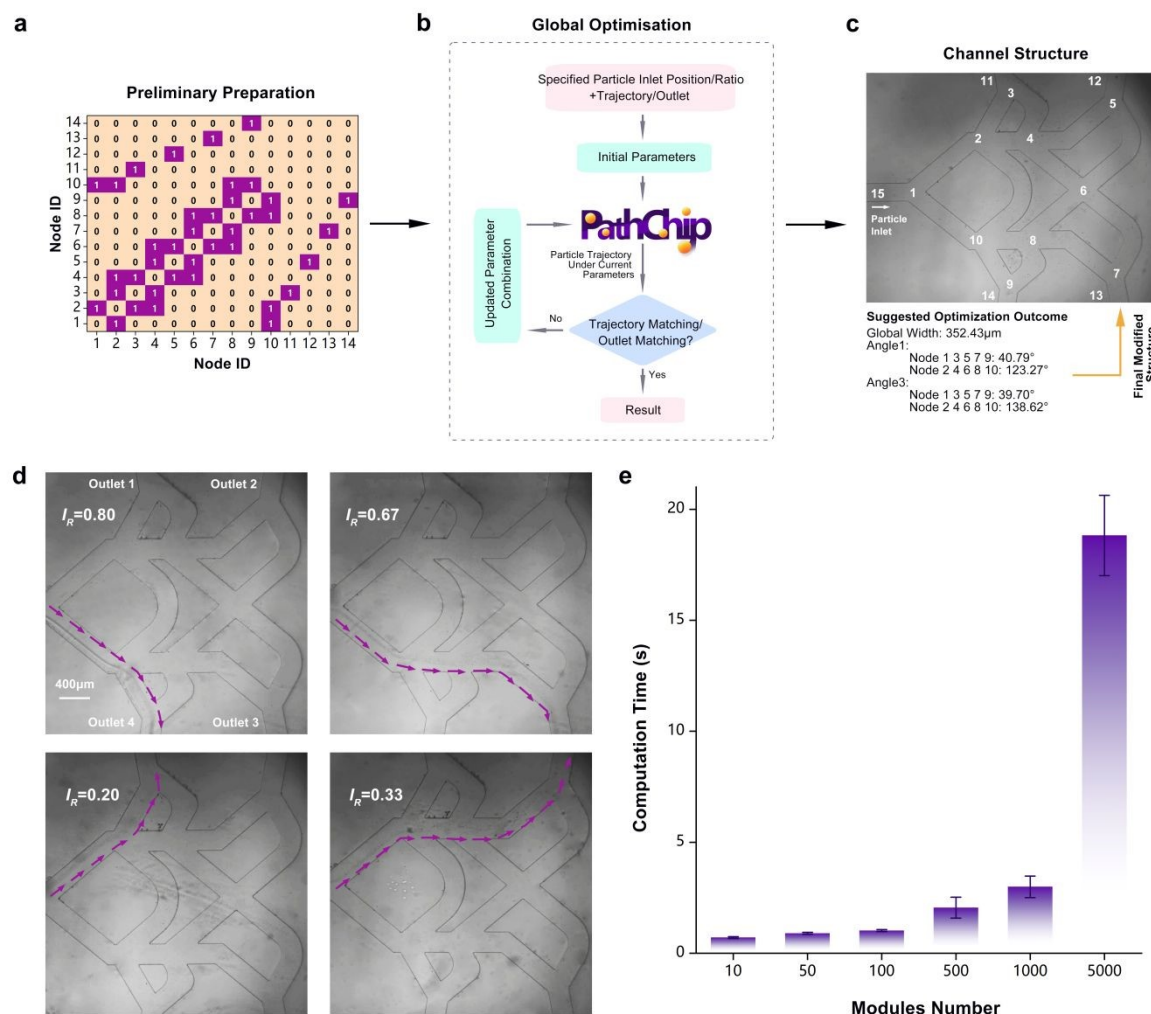 a
Preliminary Preparation
Node ID
14 0 0 0 0 0 0 0 0 1 0 0 0 0 0
13 0 0 0 0 0 0 1 0 0 0 0 0 0 0
12 0 0 0 0 1 0 0 0 0 0 0 0 0 0
11 0 0 1 0 0 0 0 0 0 0 0 0 0 0
10 1 1 0 0 0 0 0 1 1 0 0 0 0 0
9 0 0 0 0 0 0 0 1 0 1 0 0 0 1
8 0 0 0 0 0 1 1 0 1 1 0 0 0 0
7 0 0 0 0 0 1 0 1 0 0 0 0 1 0
6 0 0 0 1 1 0 1 1 0 0 0 0 0 0
5 0 0 0 1 0 1 0 0 0 0 0 1 0 0
4 0 1 1 0 1 1 0 0 0 0 0 0 0 0
3 0 1 0 1 0 0 0 0 0 0 1 0 0 0
2 1 0 1 1 0 0 0 0 0 1 0 0 0 0
1 0 1 0 0 0 0 0 0 0 1 0 0 0 0
1 2 3 4 5 6 7 8 9 10 11 12 13 14
Node ID
b
Global Optimisation
Specified Particle Inlet Position/Ratio
+Trajectory/Outlet
Initial Parameters
PathChip
Updated Parameter
Combination
Particle Trajectory
Under Current
Parameters
No
Trajectory Matching/
Outlet Matching?
Yes
Result
c
Channel Structure
11
12
3
5
2
4
15
1
6
Particle
Inlet
10
8
7
9
14
13
Suggested Optimization Outcome
Global Width: 352.43μm
Angle1:
Node 1 3 5 7 9: 40.79°
Node 2 4 6 8 10: 123.27°
Angle3:
Node 1 3 5 7 9: 39.70°
Node 2 4 6 8 10: 138.62°
Final Modified
Structure
d
Outlet 1
Outlet 2
I_R=0.80
400μm
Outlet 4
Outlet 3
I_R=0.67
I_R=0.20
I_R=0.33
e
Computation Time (s)
20
15
10
5
0
10 50 100 500 1000 5000
Modules Number